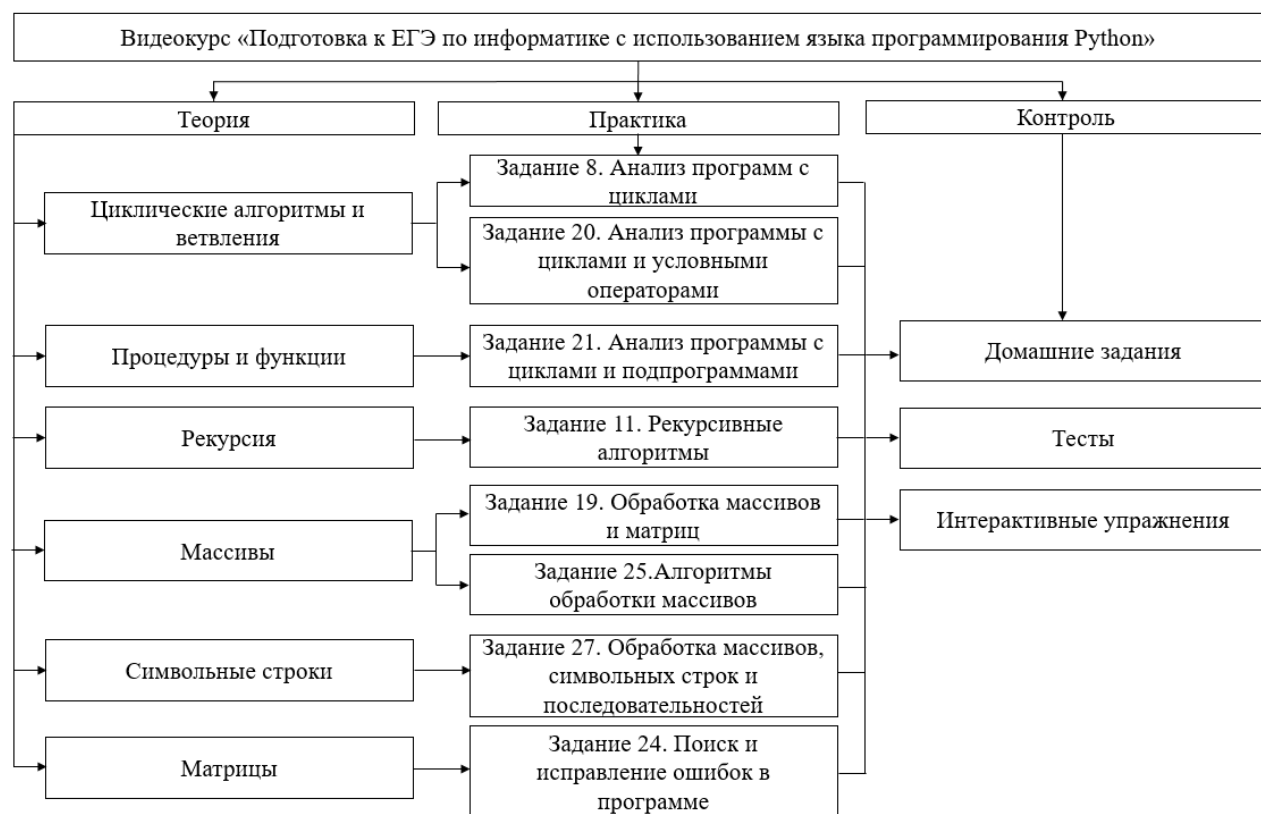 Видеокурс «Подготовка к ЕГЭ по информатике с использованием языка программирования Python»
Теория
Практика
Контроль
Циклические алгоритмы и
ветвления
Задание 8. Анализ программ с
циклами
Задание 20. Анализ программы с
циклами и условными
операторами
Процедуры и функции
Задание 21. Анализ программы с
циклами и подпрограммами
Домашние задания
Рекурсия
Задание 11. Рекурсивные
алгоритмы
Тесты
Массивы
Задание 19. Обработка массивов
и матриц
Интерактивные упражнения
Задание 25.Алгоритмы
обработки массивов
Символьные строки
Задание 27. Обработка массивов,
символьных строк и
последовательностей
Матрицы
Задание 24. Поиск и
исправление ошибок в
программе